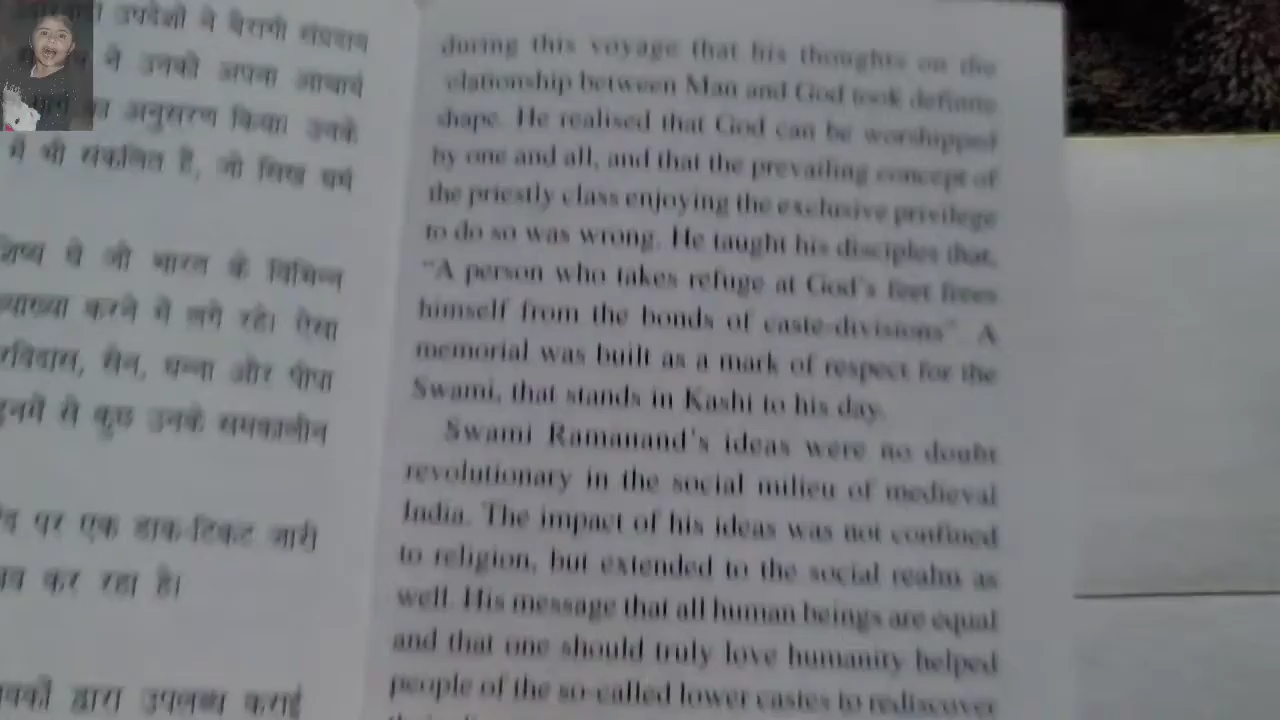 उपदेशों ने बैरागी संप्रदाय
ने उनको अपना आचार्य
का अनुसरण किया। उनके
में भी संकलित है, जो सिख धर्म
शिष्य थे जो भारत के विभिन्न
व्याख्या करने में लगे रहे। ऐसा
रविदास, सेन, धन्ना और पीपा
इनमें से कुछ उनके समकालीन
पर एक डाक-टिकट जारी
कर रहा है।
द्वारा उपलब्ध कराई
during this voyage that his thoughts on the
elationship between Man and God took definite
shape. He realised that God can be worshipped
by one and all, and that the prevailing concept of
the priestly class enjoying the exclusive privilege
to do so was wrong. He taught his disciples that,
"A person who takes refuge at God's feet frees
himself from the bonds of caste-divisions". A
memorial was built as a mark of respect for the
Swami, that stands in Kashi to his day.
Swami Ramanand's ideas were no doubt
revolutionary in the social milieu of medieval
India. The impact of his ideas was not confined
to religion, but extended to the social realm as
well. His message that all human beings are equal
and that one should truly love humanity helped
people of the so-called lower castes to rediscover